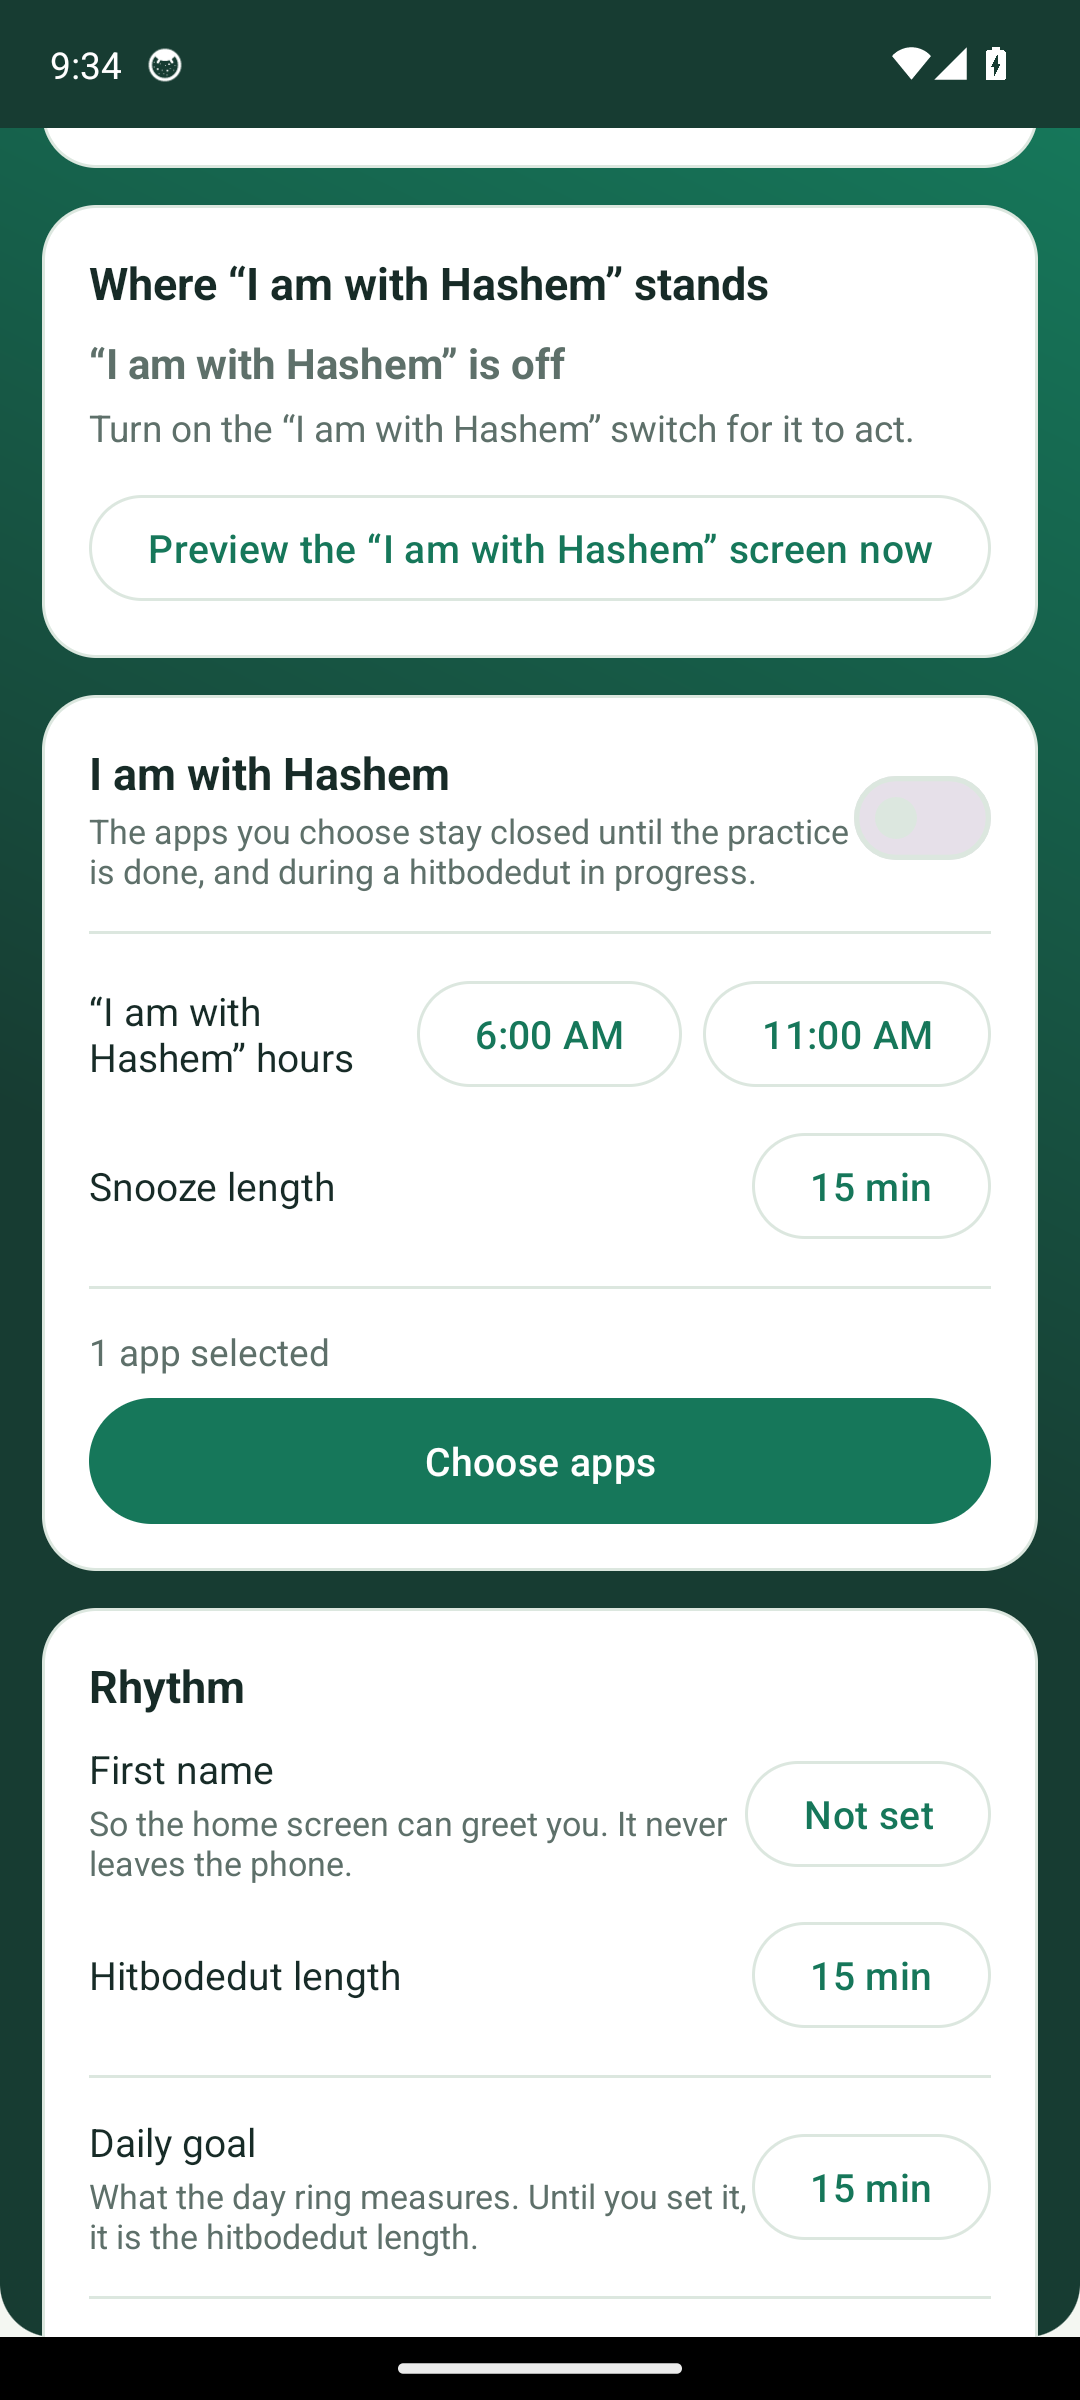 9:34
Where “I am with Hashem” stands
“I am with Hashem” is off
Turn on the “I am with Hashem” switch for it to act.
Preview the “I am with Hashem” screen now
I am with Hashem
The apps you choose stay closed until the practice
is done, and during a hitbodedut in progress.
“I am with
Hashem” hours
6:00 AM
11:00 AM
Snooze length
15 min
1 app selected
Choose apps
Rhythm
First name
So the home screen can greet you. It never
leaves the phone.
Not set
Hitbodedut length
15 min
Daily goal
What the day ring measures. Until you set it,
it is the hitbodedut length.
15 min